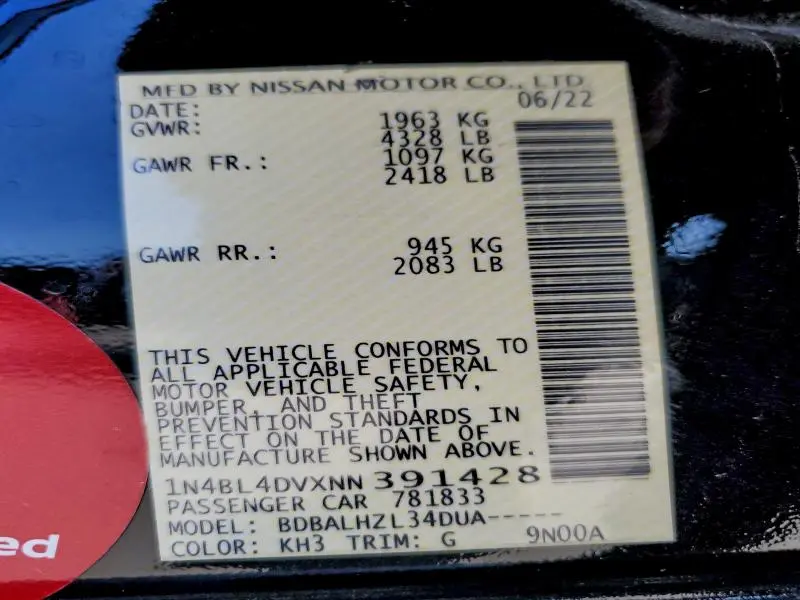 MFD BY NISSAN MOTOR CO., LTD
DATE: 06/22
GVWR: 1963 KG
4328 LB
GAWR FR.: 1097 KG
2418 LB
GAWR RR.: 945 KG
2083 LB
THIS VEHICLE CONFORMS TO
ALL APPLICABLE FEDERAL
MOTOR VEHICLE SAFETY,
BUMPER, AND THEFT
PREVENTION STANDARDS IN
EFFECT ON THE DATE OF
MANUFACTURE SHOWN ABOVE.
1N4BL4DVXNN391428
PASSENGER CAR 781833
MODEL: BDBALHZL34DUA-----
COLOR: KH3 TRIM: G 9N00A
ed